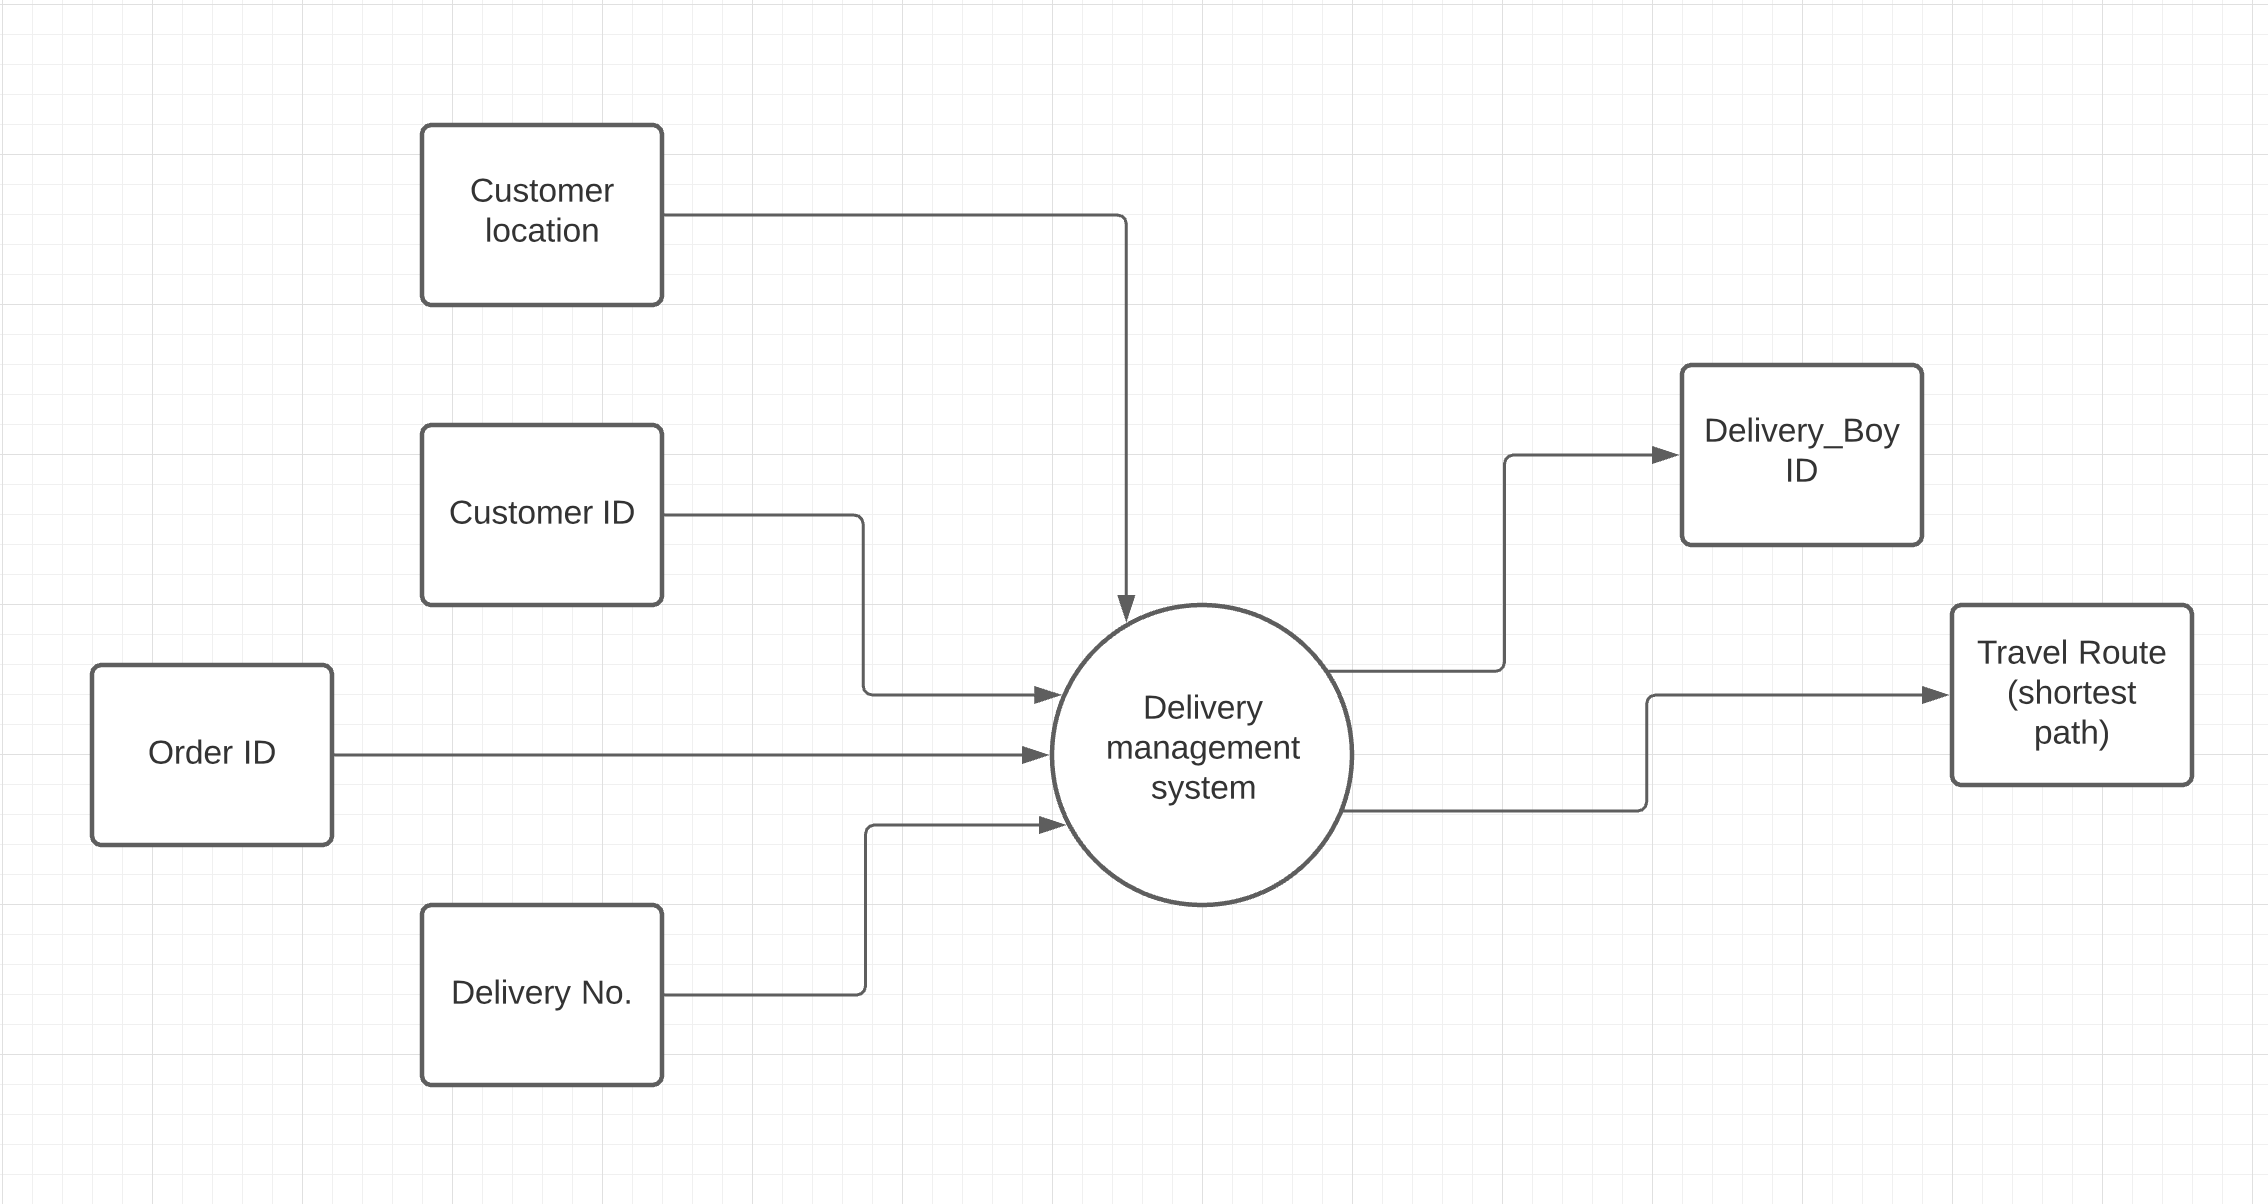 Customer
location
Customer ID
Order ID
Delivery No.
Delivery
management
system
Delivery_Boy
ID
Travel Route
(shortest
path)